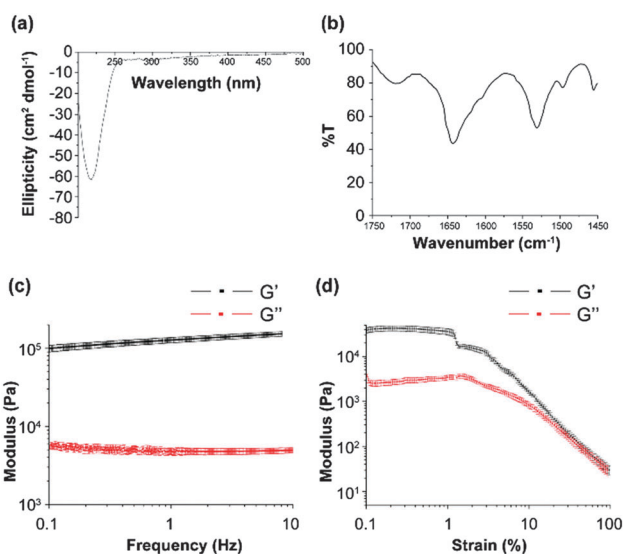 (a)
0
-10
-20
-30
-40
-50
-60
-70
-80
250 300 350 400 450 500
Wavelength (nm)
Ellipticity (cm² dmol⁻¹)
(b)
100
80
60
40
20
0
1750 1700 1650 1600 1550 1500 1450
%T
Wavenumber (cm⁻¹)
(c)
G'
G''
10⁵
10⁴
10³
0.1 1 10
Modulus (Pa)
Frequency (Hz)
(d)
G'
G''
10⁴
10³
10²
10¹
0.1 1 10 100
Modulus (Pa)
Strain (%)